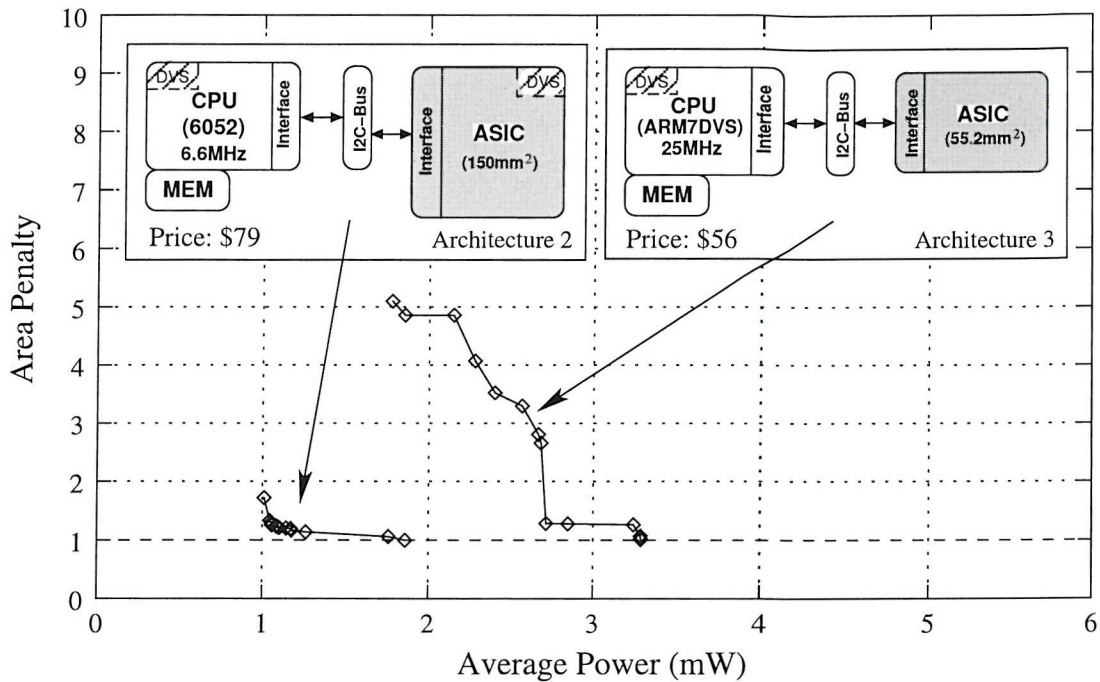 10
9
8
7
6
5
4
3
2
1
0
Area Penalty
DVS
CPU
(6052)
6.6MHz
Interface
MEM
I2C–Bus
Interface
DVS
ASIC
(150mm²)
Price: $79
Architecture 2
DVS
CPU
(ARM7DVS)
25MHz
Interface
MEM
I2C–Bus
Interface
ASIC
(55.2mm²)
Price: $56
Architecture 3
0 1 2 3 4 5 6
Average Power (mW)